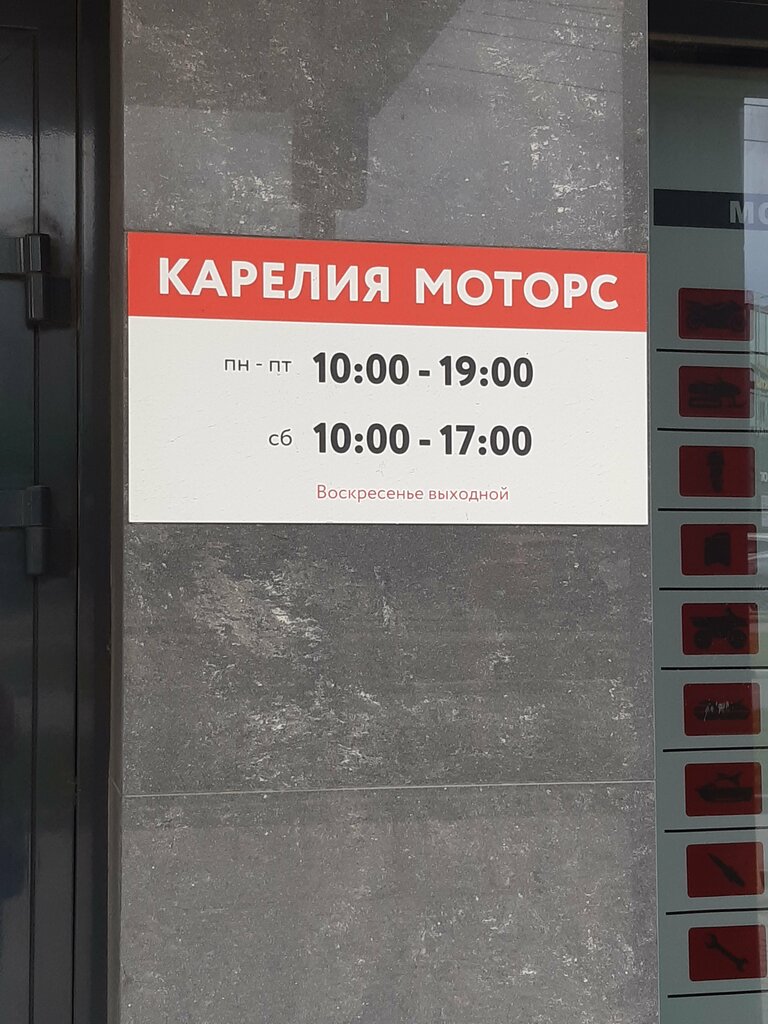 КАРЕЛИЯ МОТОРС
пн - пт 10:00 - 19:00
сб 10:00 - 17:00
Воскресенье выходной